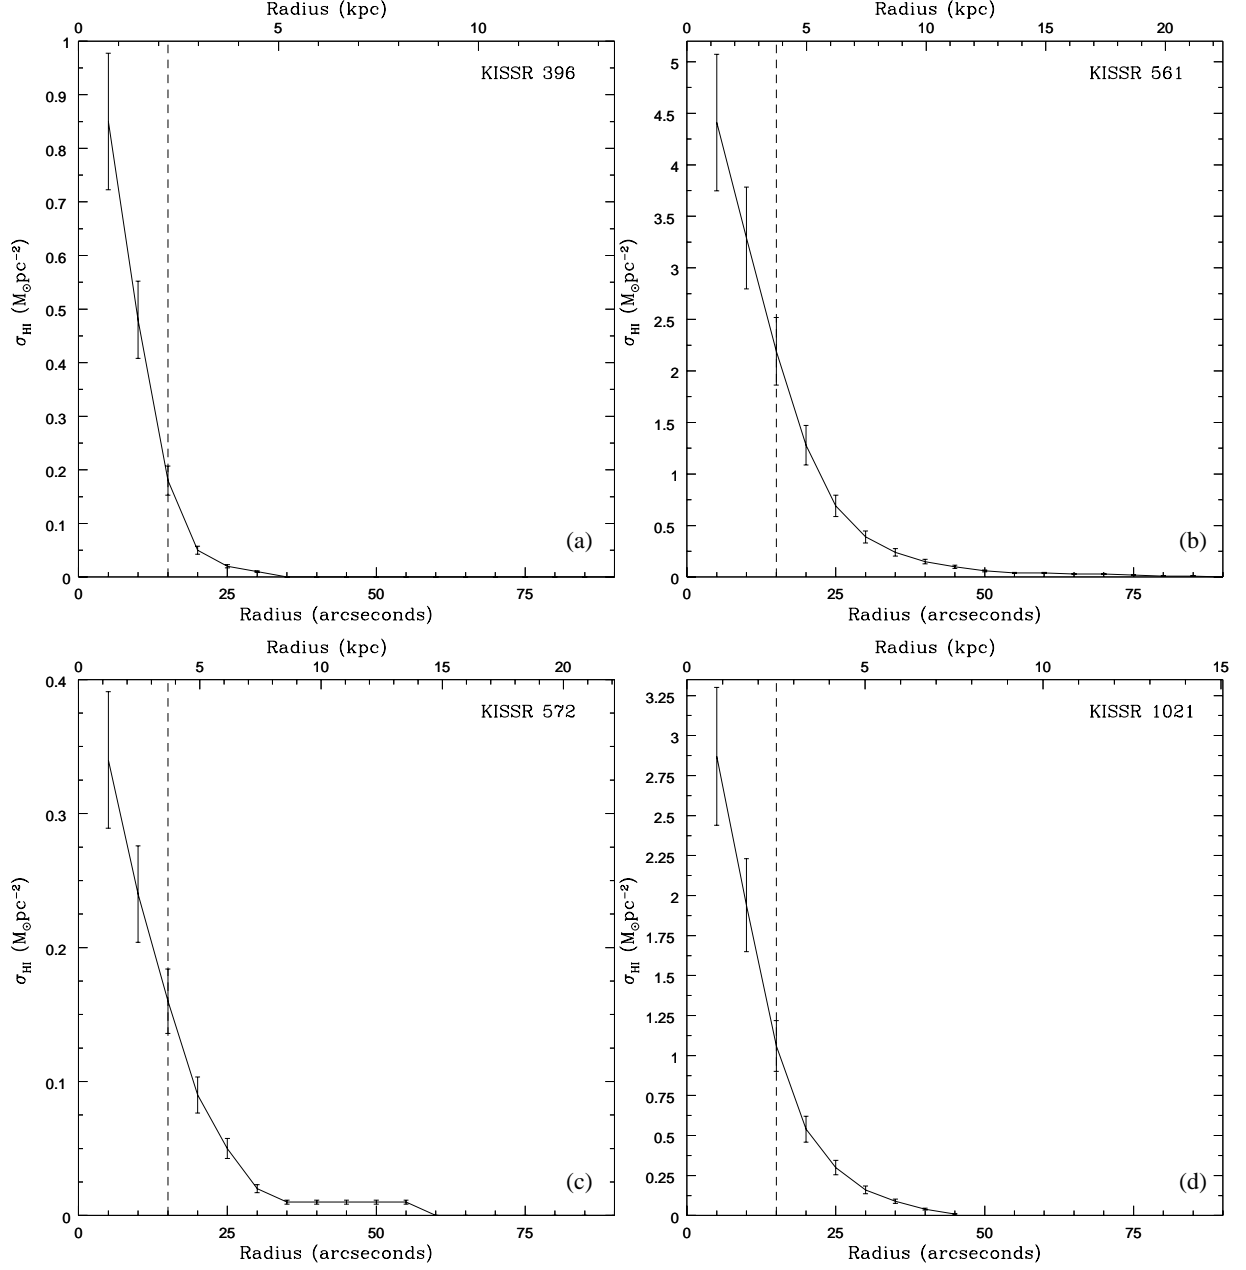 Radius (kpc)
0 5 10
KISSR 396
1
0.9
0.8
0.7
0.6
0.5
0.4
0.3
0.2
0.1
0
σHI (M⊙pc−2)
(a)
0 25 50 75
Radius (arcseconds)
Radius (kpc)
0 5 10 15 20
KISSR 561
5
4.5
4
3.5
3
2.5
2
1.5
1
0.5
0
σHI (M⊙pc−2)
(b)
0 25 50 75
Radius (arcseconds)
Radius (kpc)
0 5 10 15 20
KISSR 572
0.4
0.3
0.2
0.1
0
σHI (M⊙pc−2)
(c)
0 25 50 75
Radius (arcseconds)
Radius (kpc)
0 5 10 15
KISSR 1021
3.25
3
2.75
2.5
2.25
2
1.75
1.5
1.25
1
0.75
0.5
0.25
0
σHI (M⊙pc−2)
(d)
0 25 50 75
Radius (arcseconds)